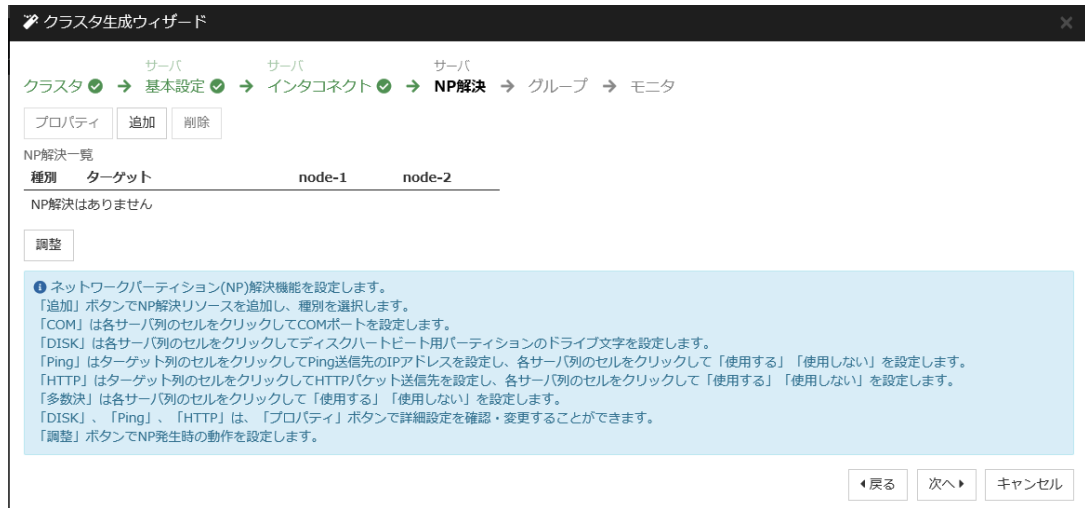 クラスタ生成ウィザード
サーバ サーバ サーバ
クラスタ → 基本設定 → インタコネクト → NP解決 → グループ → モニタ
プロパティ 追加 削除
NP解決一覧
種別 ターゲット node-1 node-2
NP解決はありません
調整
ネットワークパーティション(NP)解決機能を設定します。
「追加」ボタンでNP解決リソースを追加し、種別を選択します。
「COM」は各サーバ列のセルをクリックしてCOMポートを設定します。
「DISK」は各サーバ列のセルをクリックしてディスクハートビート用パーティションのドライブ文字を設定します。
「Ping」はターゲット列のセルをクリックしてPing送信先のIPアドレスを設定し、各サーバ列のセルをクリックして「使用する」「使用しない」を設定します。
「HTTP」はターゲット列のセルをクリックしてHTTPパケット送信先を設定し、各サーバ列のセルをクリックして「使用する」「使用しない」を設定します。
「多数決」は各サーバ列のセルをクリックして「使用する」「使用しない」を設定します。
「DISK」、「Ping」、「HTTP」は、「プロパティ」ボタンで詳細設定を確認・変更することができます。
「調整」ボタンでNP発生時の動作を設定します。
戻る 次へ キャンセル